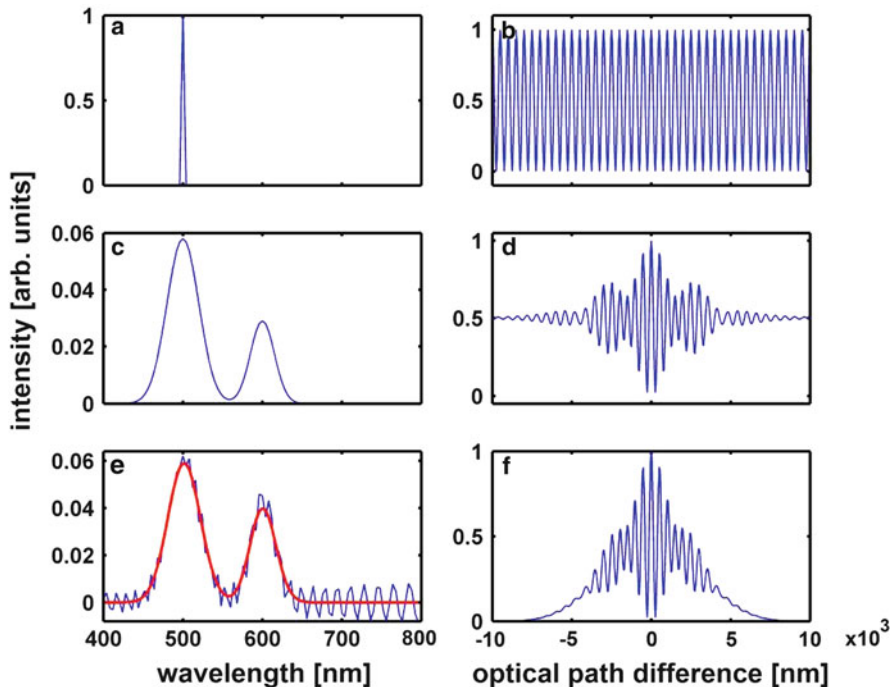 a
1
0.5
0
b
1
0.5
0
intensity [arb. units]
c
0.06
0.04
0.02
0
d
1
0.5
0
e
0.06
0.04
0.02
0
400 500 600 700 800
wavelength [nm]
f
1
0.5
0
-10 -5 0 5 10 x10³
optical path difference [nm]